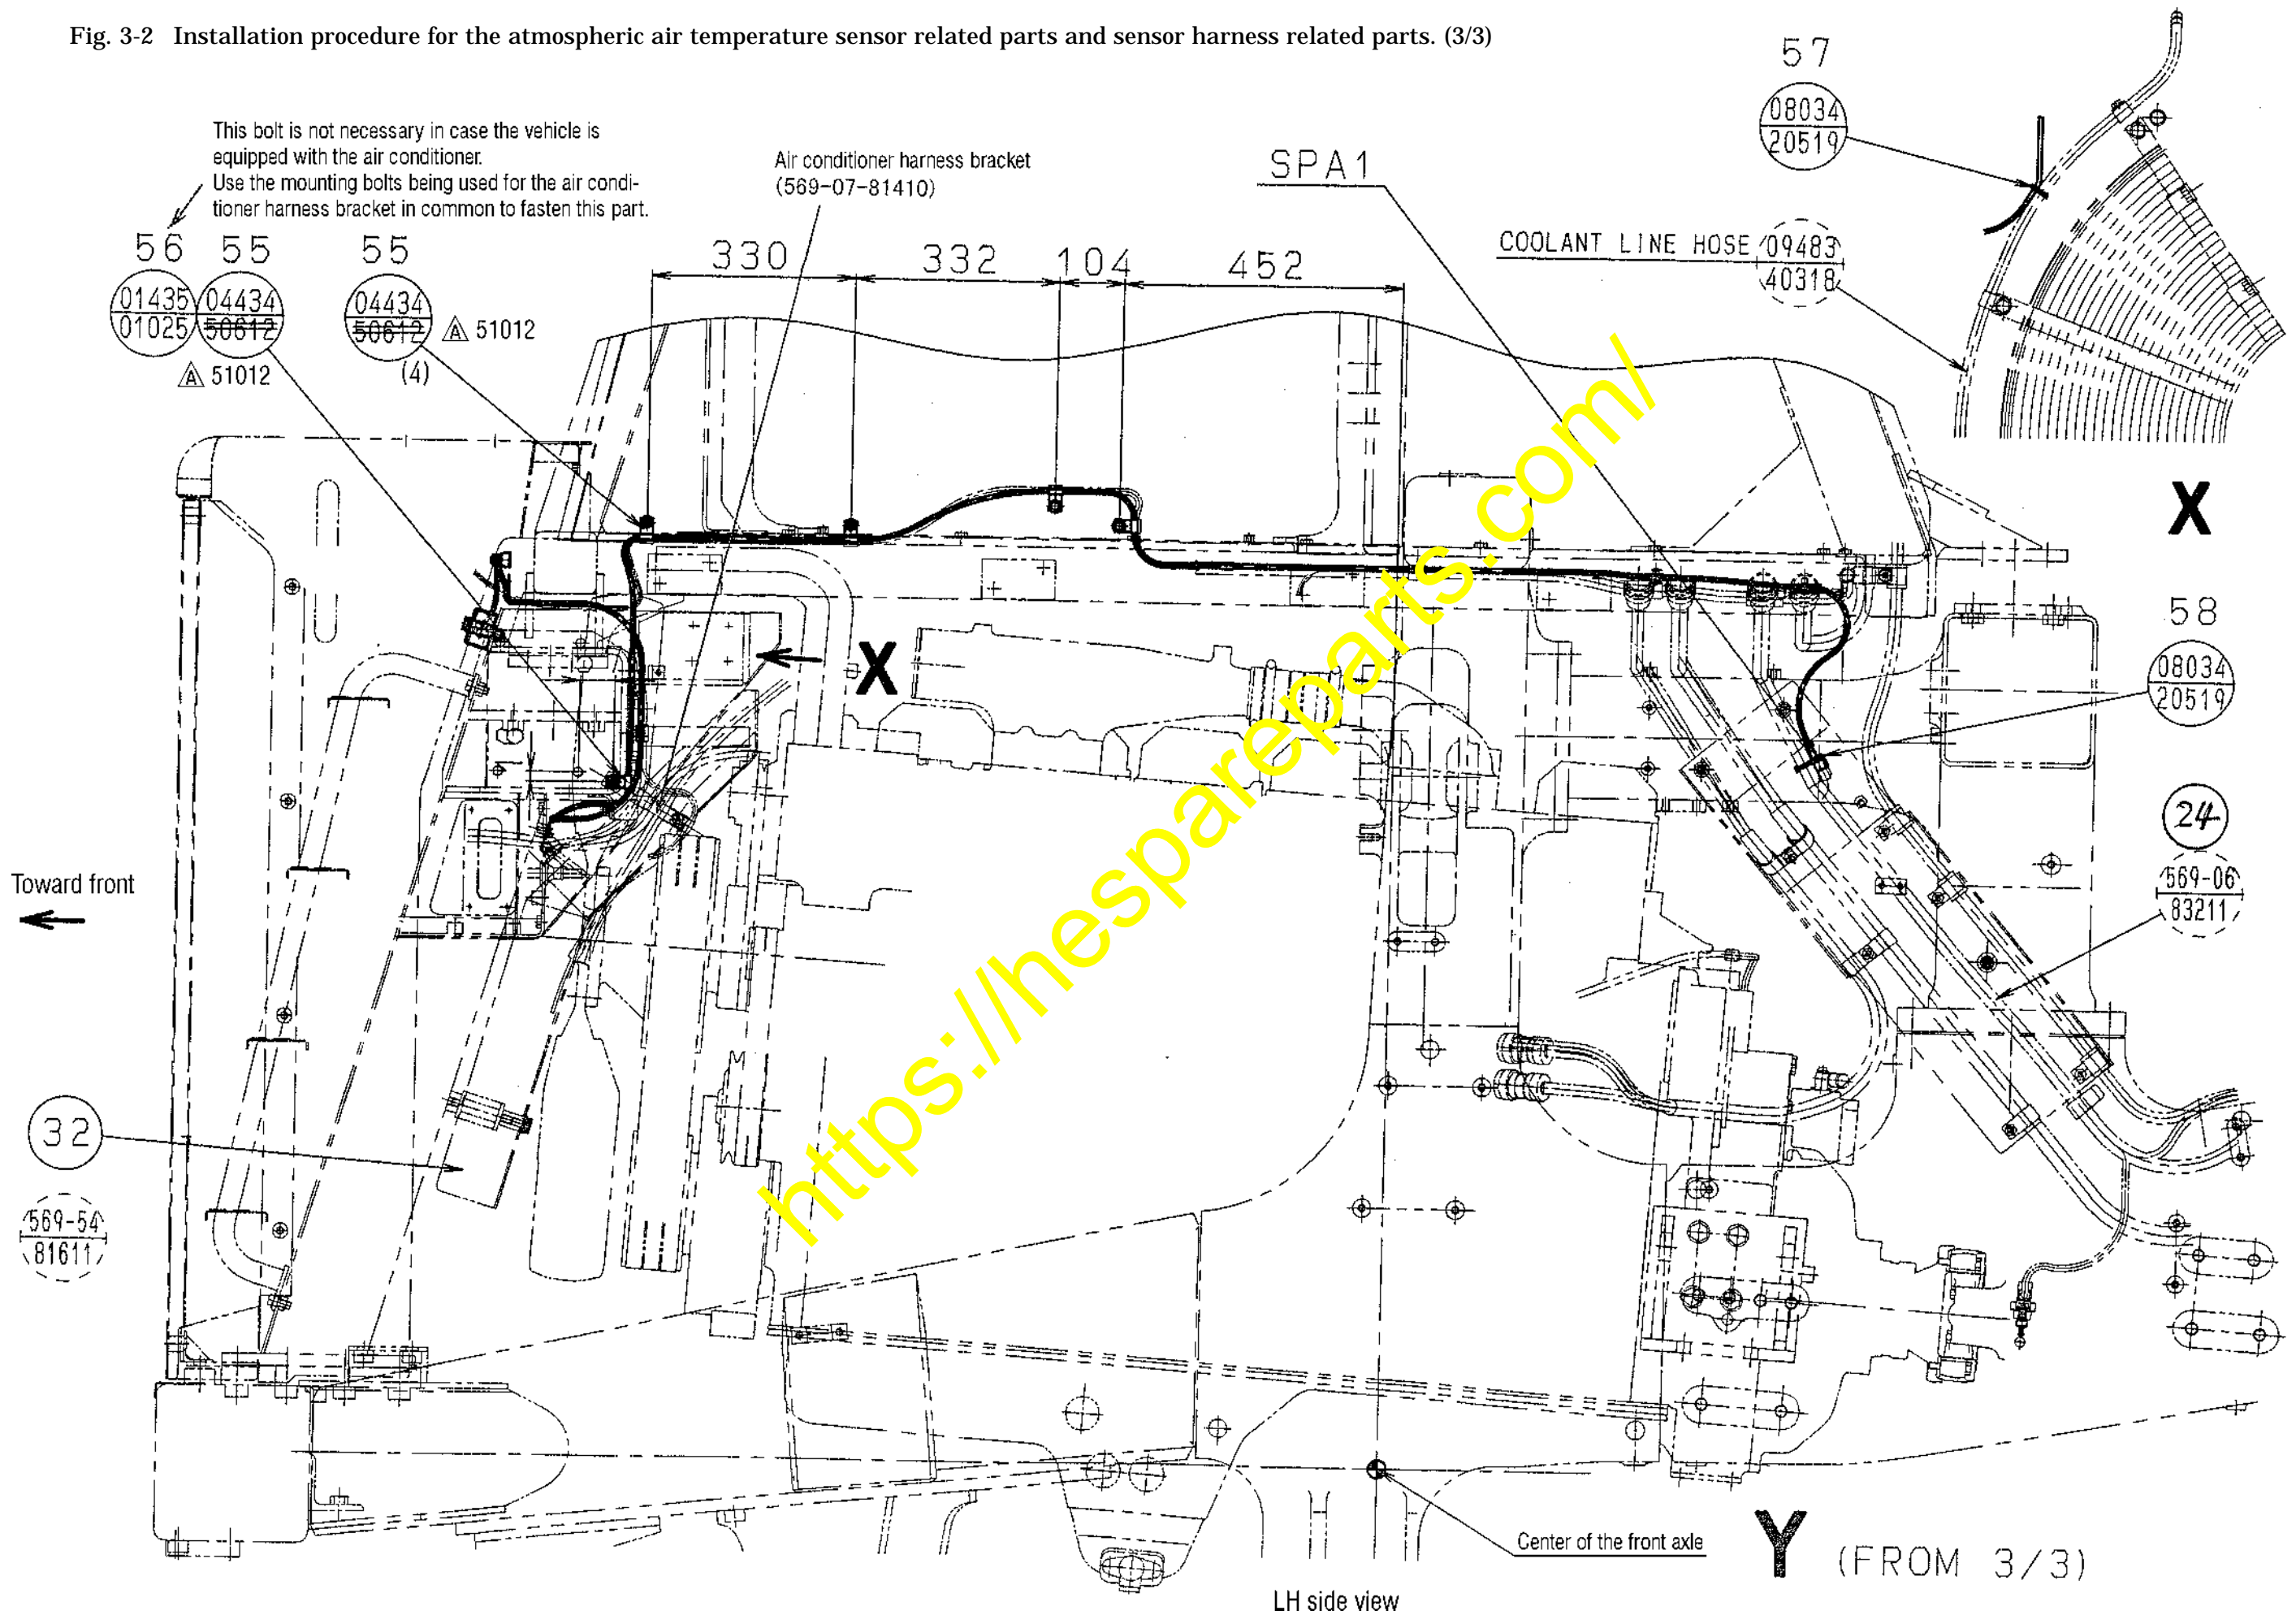 Fig. 3-2 Installation procedure for the atmospheric air temperature sensor related parts and sensor harness related parts. (3/3)
This bolt is not necessary in case the vehicle is
equipped with the air conditioner.
Use the mounting bolts being used for the air condi-
tioner harness bracket in common to fasten this part.
Air conditioner harness bracket
(569-07-81410)
SPA1
57
08034
20519
COOLANT LINE HOSE
09483
40318
56
01435
01025
55
04434
50612
A 51012
55
04434
50612
A 51012
(4)
330
332
104
452
X
X
58
08034
20519
24
569-06
83211
Toward front
32
569-54
81611
Center of the front axle
Y (FROM 3/3)
LH side view
https://hespareparts.com/